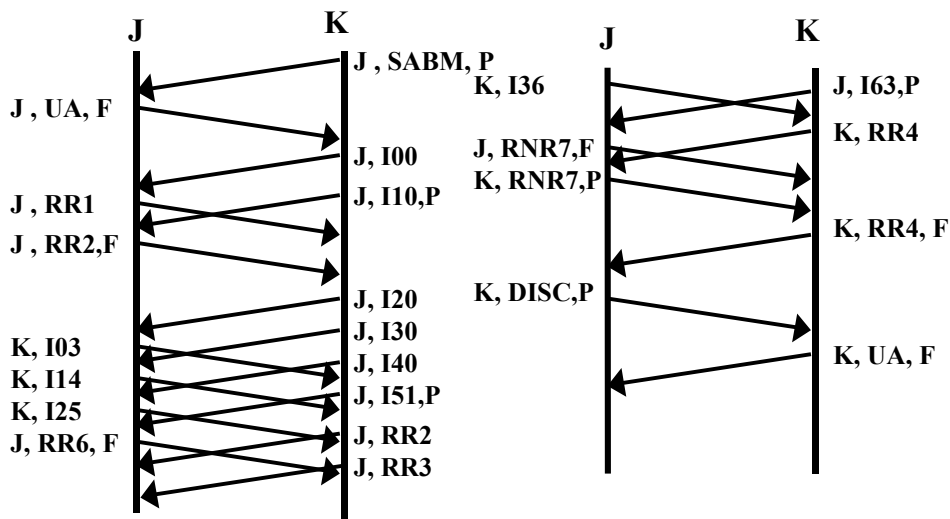 J
K
J , SABM, P
J , UA, F
J, I00
J, I10,P
J , RR1
J , RR2,F
J, I20
J, I30
K, I03
J, I40
K, I14
J, I51,P
K, I25
J, RR2
J, RR6, F
J, RR3
J
K
K, I36
J, I63,P
K, RR4
J, RNR7,F
K, RNR7,P
K, RR4, F
K, DISC,P
K, UA, F